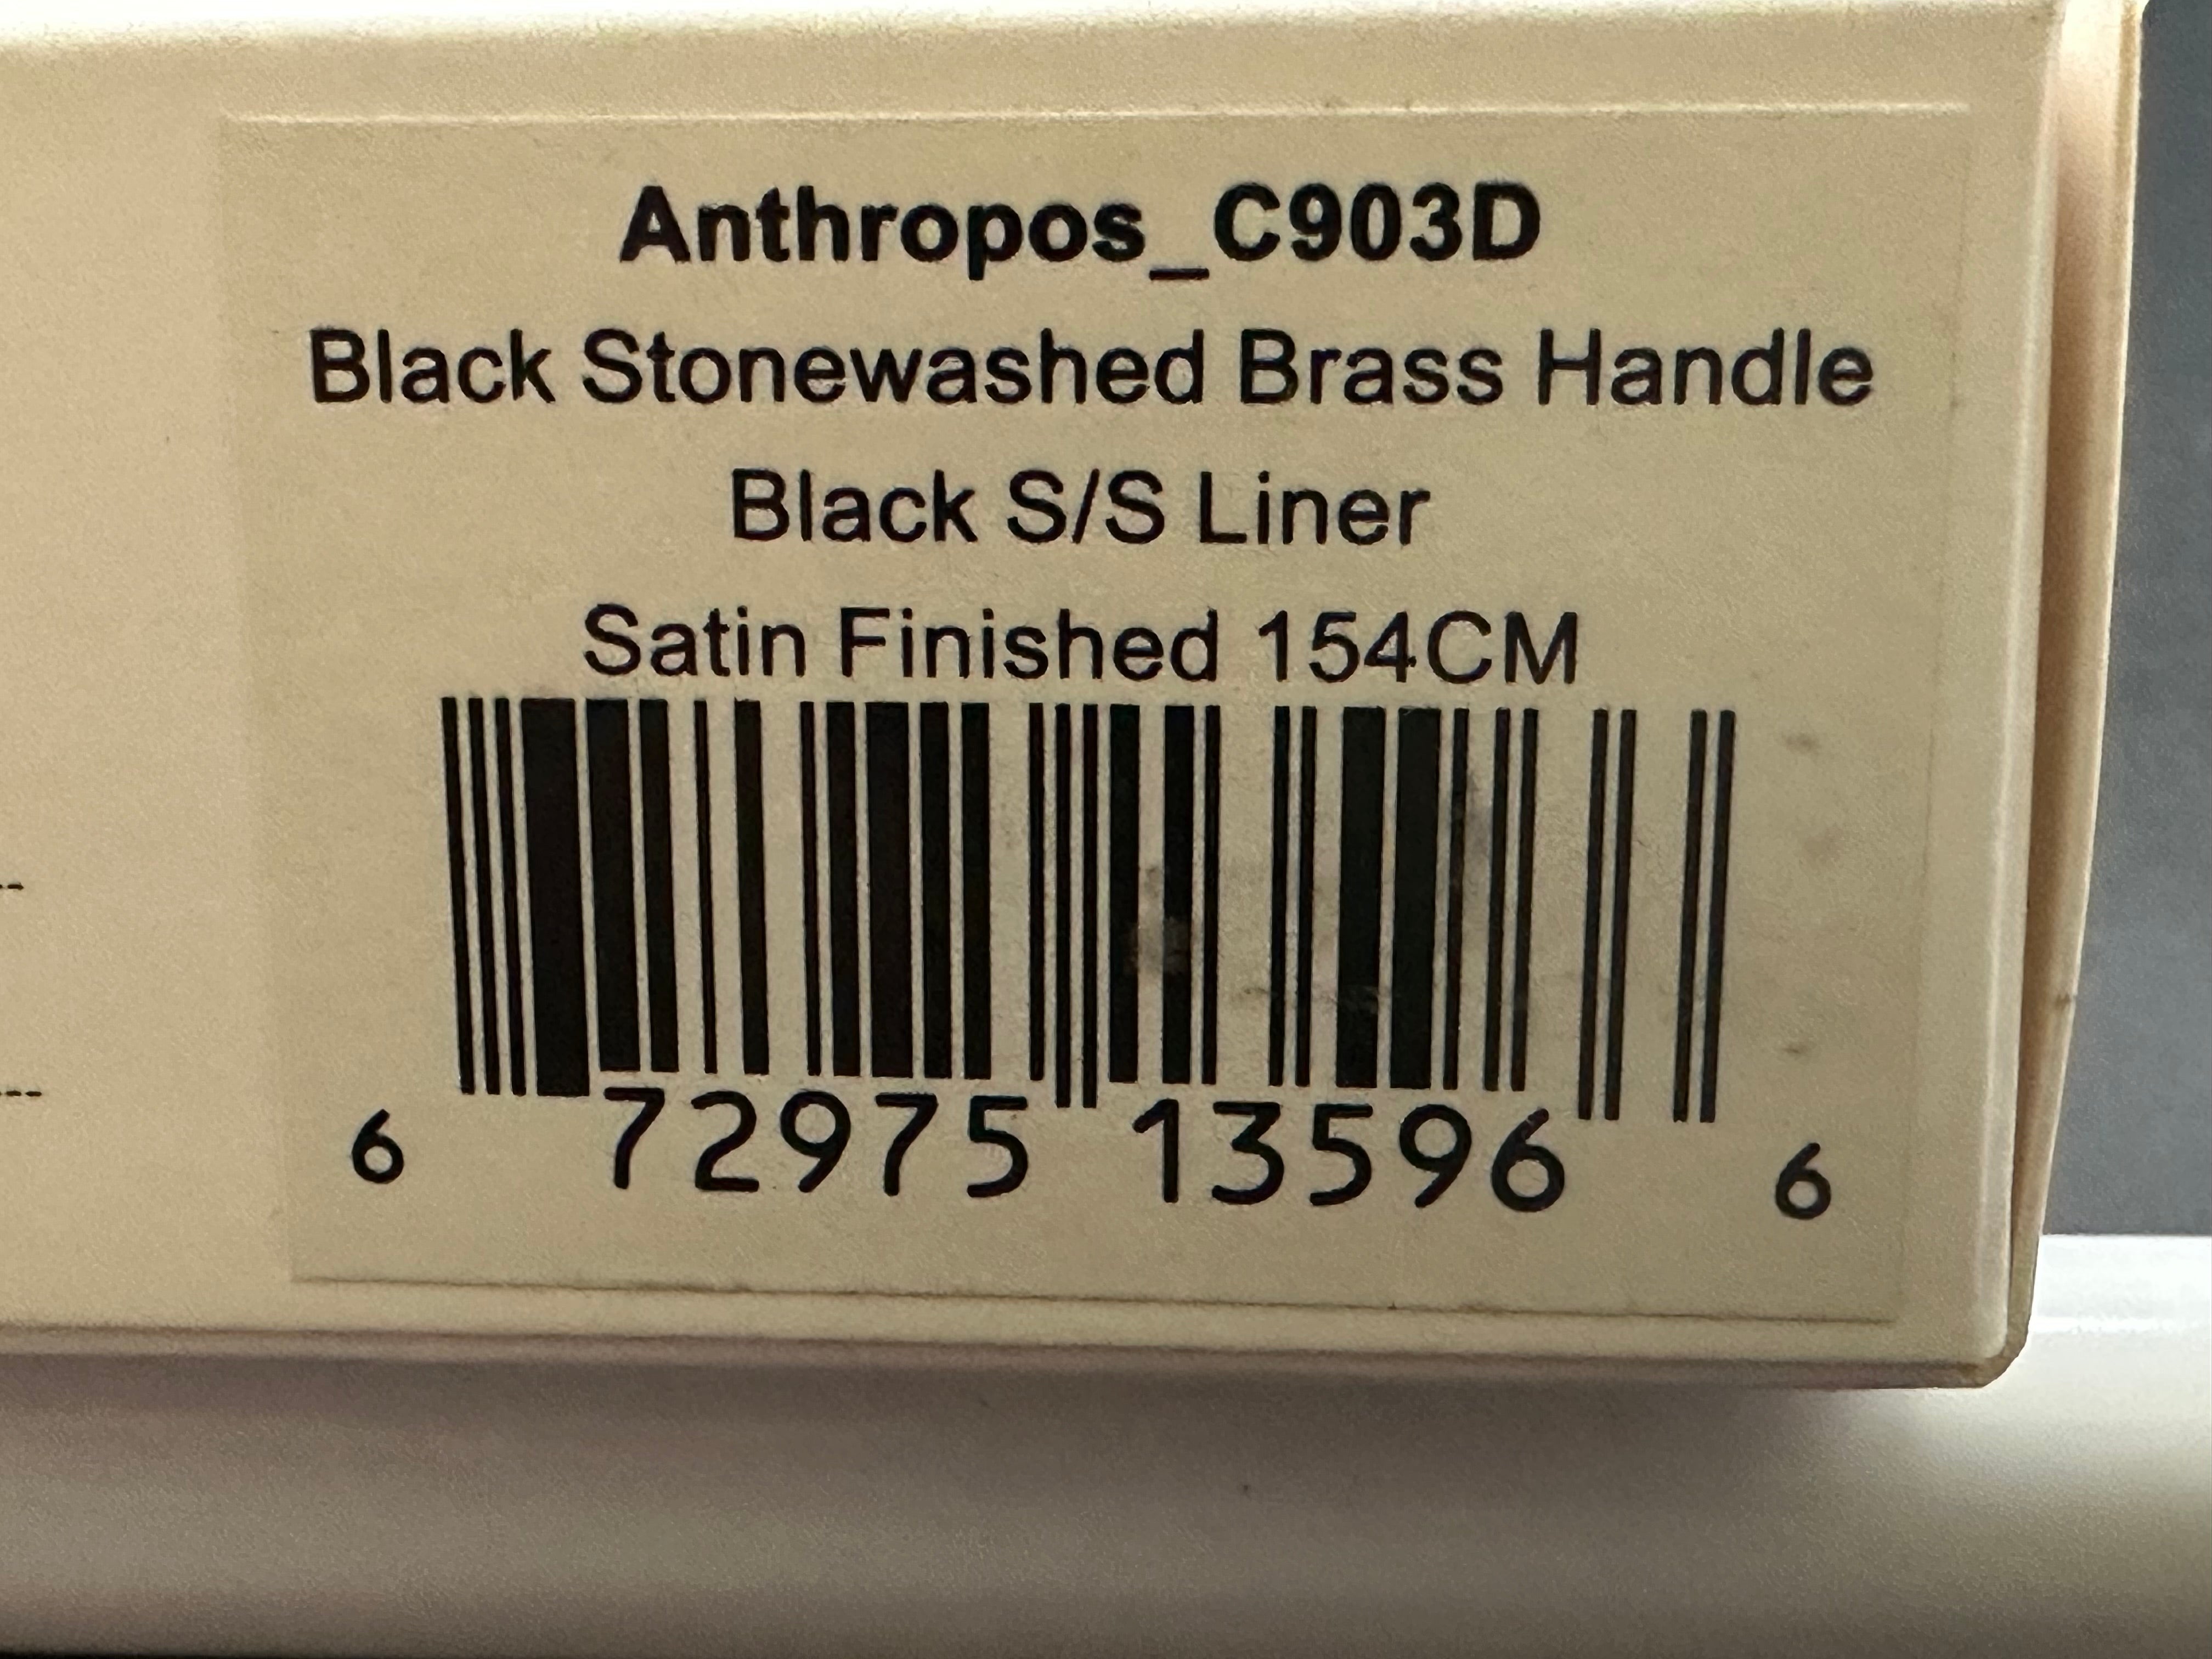 Anthropos_C903D
Black Stonewashed Brass Handle
Black S/S Liner
Satin Finished 154CM
6 72975 13596 6